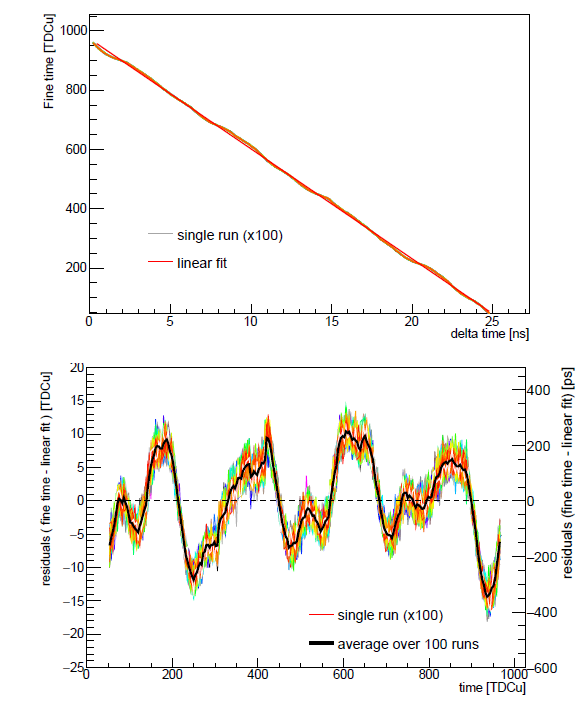 Fine time [TDCu]
1000
800
600
400
200
single run (x100)
linear fit
0 5 10 15 20 25
delta time [ns]
residuals ( fine time - linear fit ) [TDCu]
20
15
10
5
0
−5
−10
−15
−20
−25
400
200
0
−200
−400
−600
residuals (fine time - linear fit) [ps]
single run (x100)
average over 100 runs
0 200 400 600 800 1000
time [TDCu]